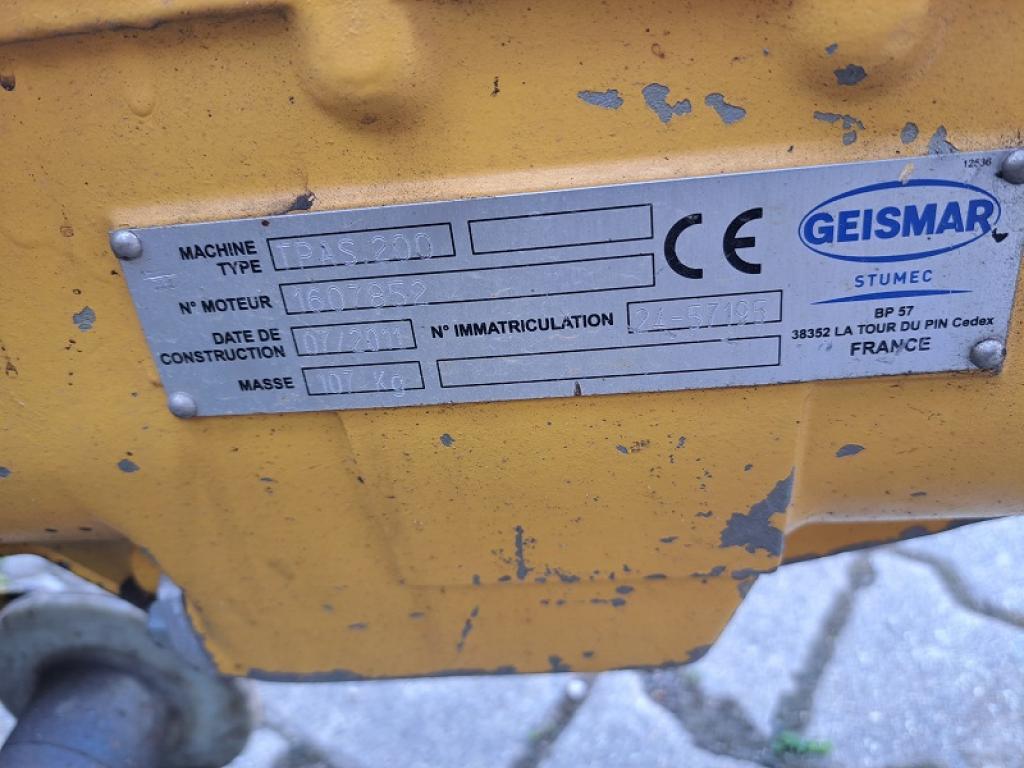 12536
MACHINE TYPE TPAS.200
N° MOTEUR 1607852
DATE DE CONSTRUCTION 07/2011 N° IMMATRICULATION 24-57195
MASSE 107 Kg
CE
GEISMAR
STUMEC
BP 57
38352 LA TOUR DU PIN Cedex
FRANCE